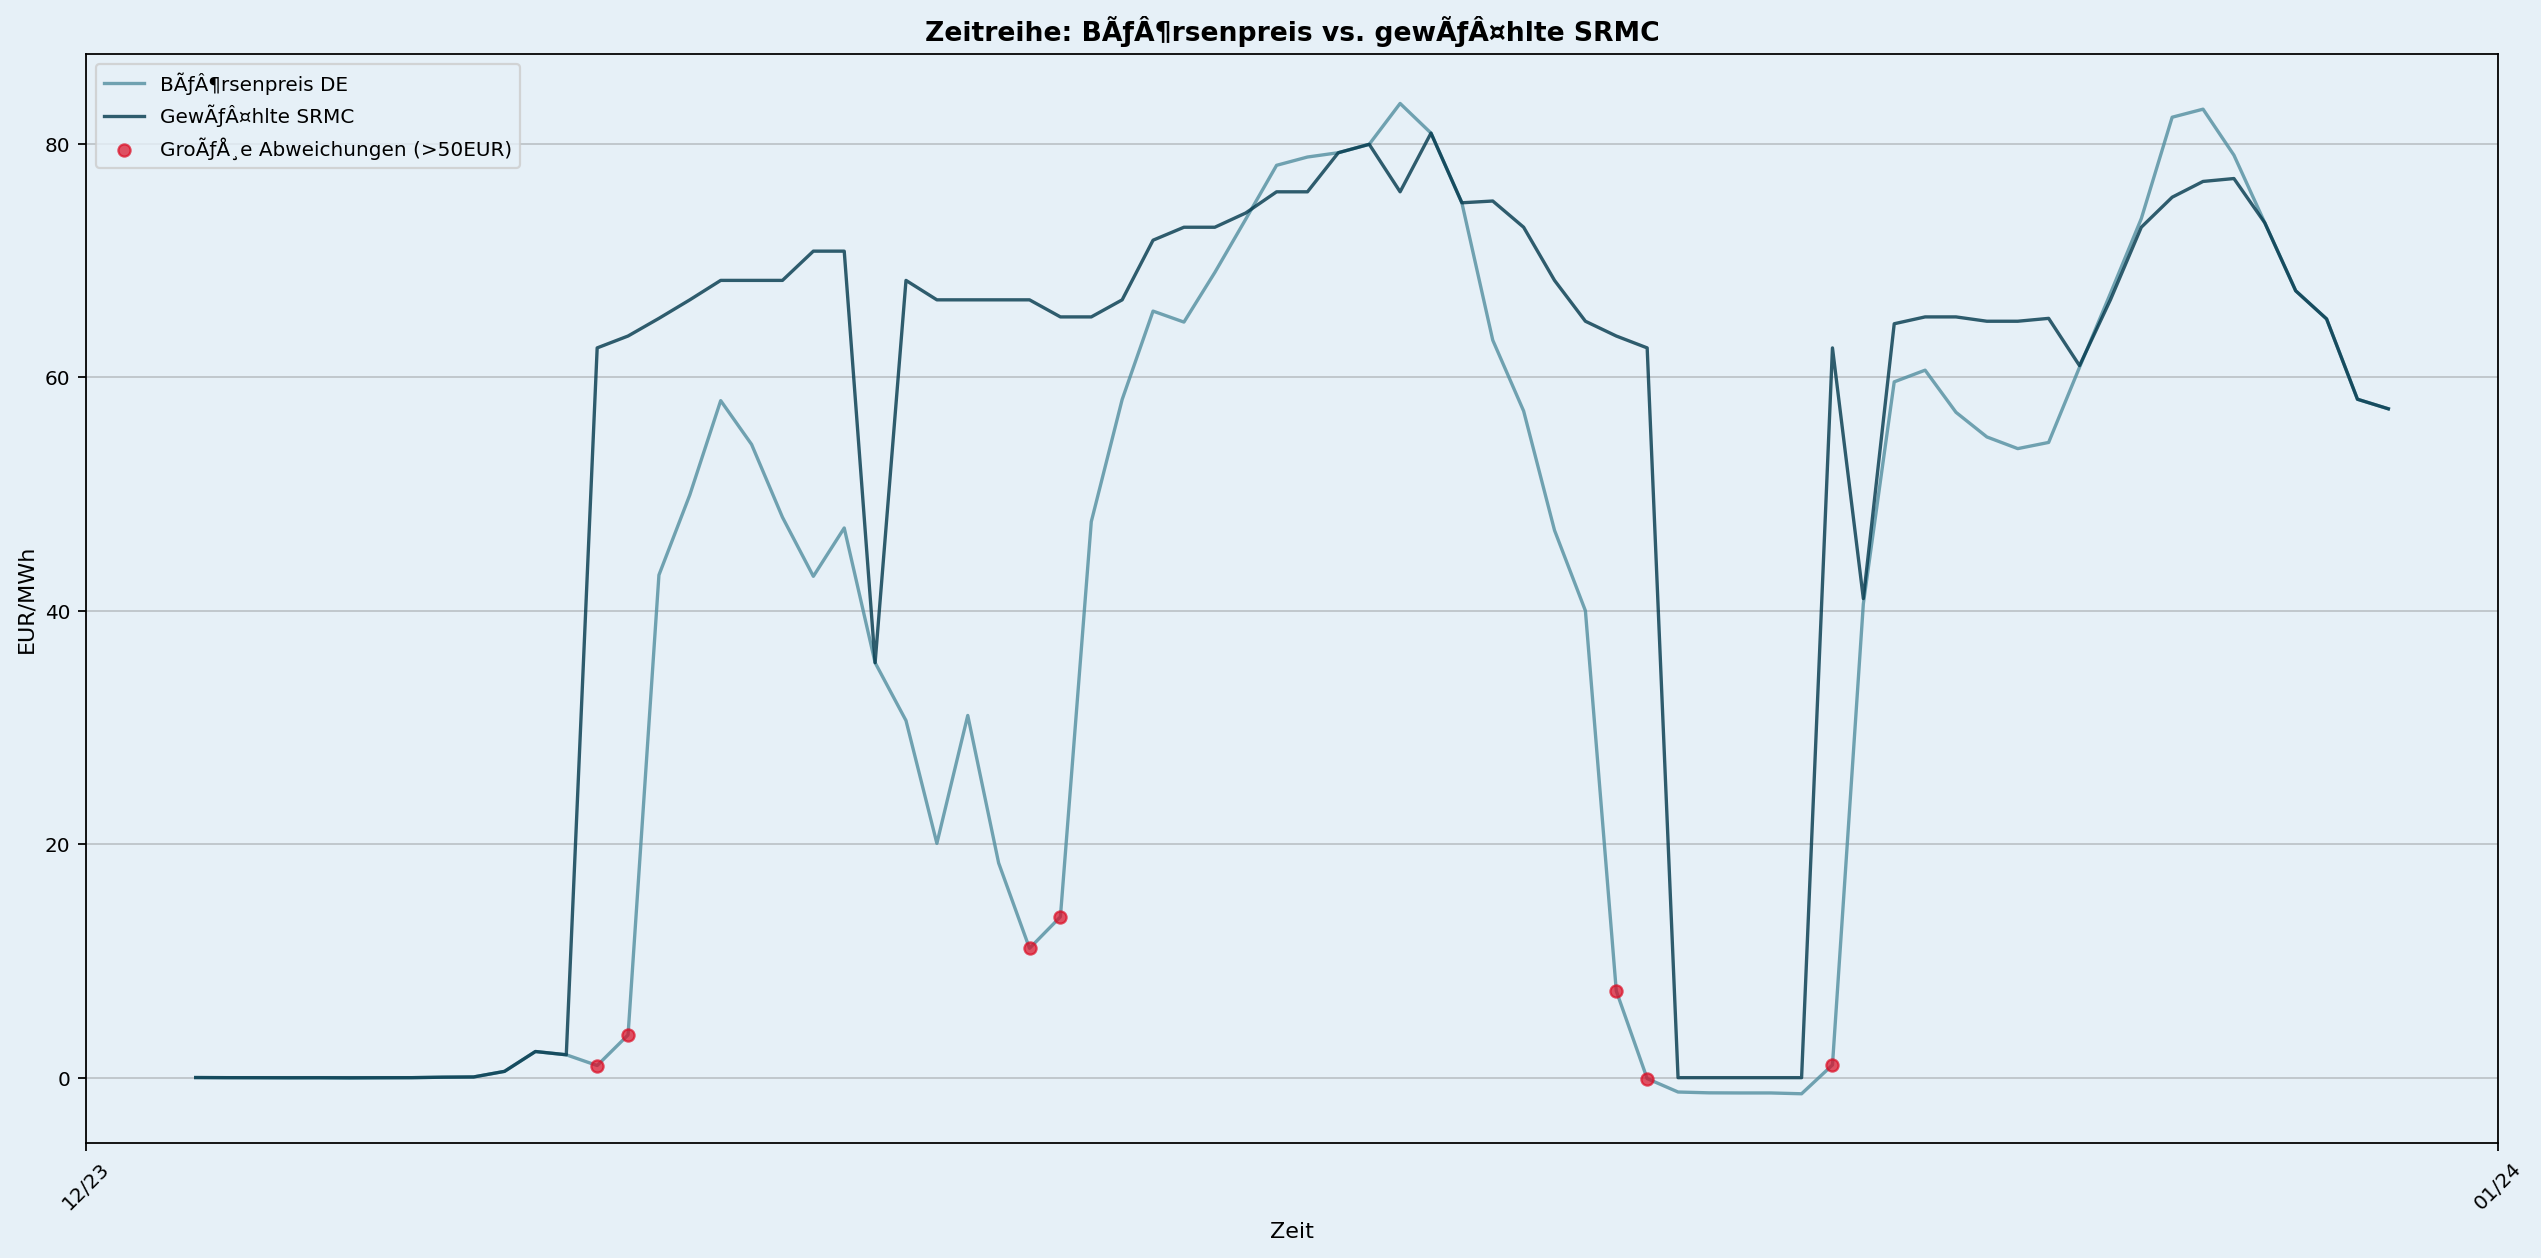 Zeitreihe: BÃƒÂ¶rsenpreis vs. gewÃƒÂ¤hlte SRMC
BÃƒÂ¶rsenpreis DE
GewÃƒÂ¤hlte SRMC
GroÃƒÅ¸e Abweichungen (>50EUR)
80
60
40
20
0
EUR/MWh
12/23
01/24
Zeit